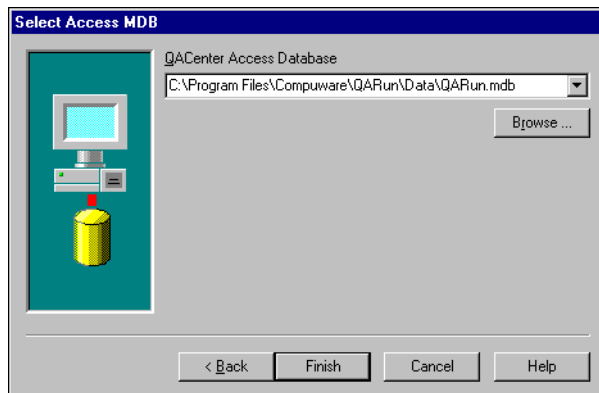 Select Access MDB
QACenter Access Database
C:\Program Files\Compuware\QARun\Data\QARun.mdb
Browse ...
< Back Finish Cancel Help